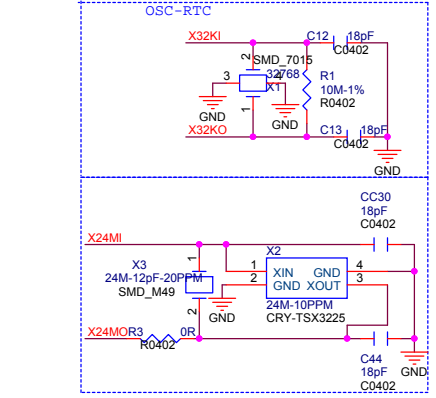 OSC-RTC
X32KI
C12
18pF
C0402
2
SMD_7015
32768
X1
3
4
1
R1
10M-1%
R0402
GND
GND
X32KO
C13
18pF
C0402
GND
CC30
18pF
C0402
X24MI
X3
24M-12pF-20PPM
SMD_M49
1
2
X2
1
XIN
GND
4
2
GND
XOUT
3
24M-10PPM
CRY-TSX3225
GND
X24MO
R3
0R
R0402
C44
18pF
C0402
GND